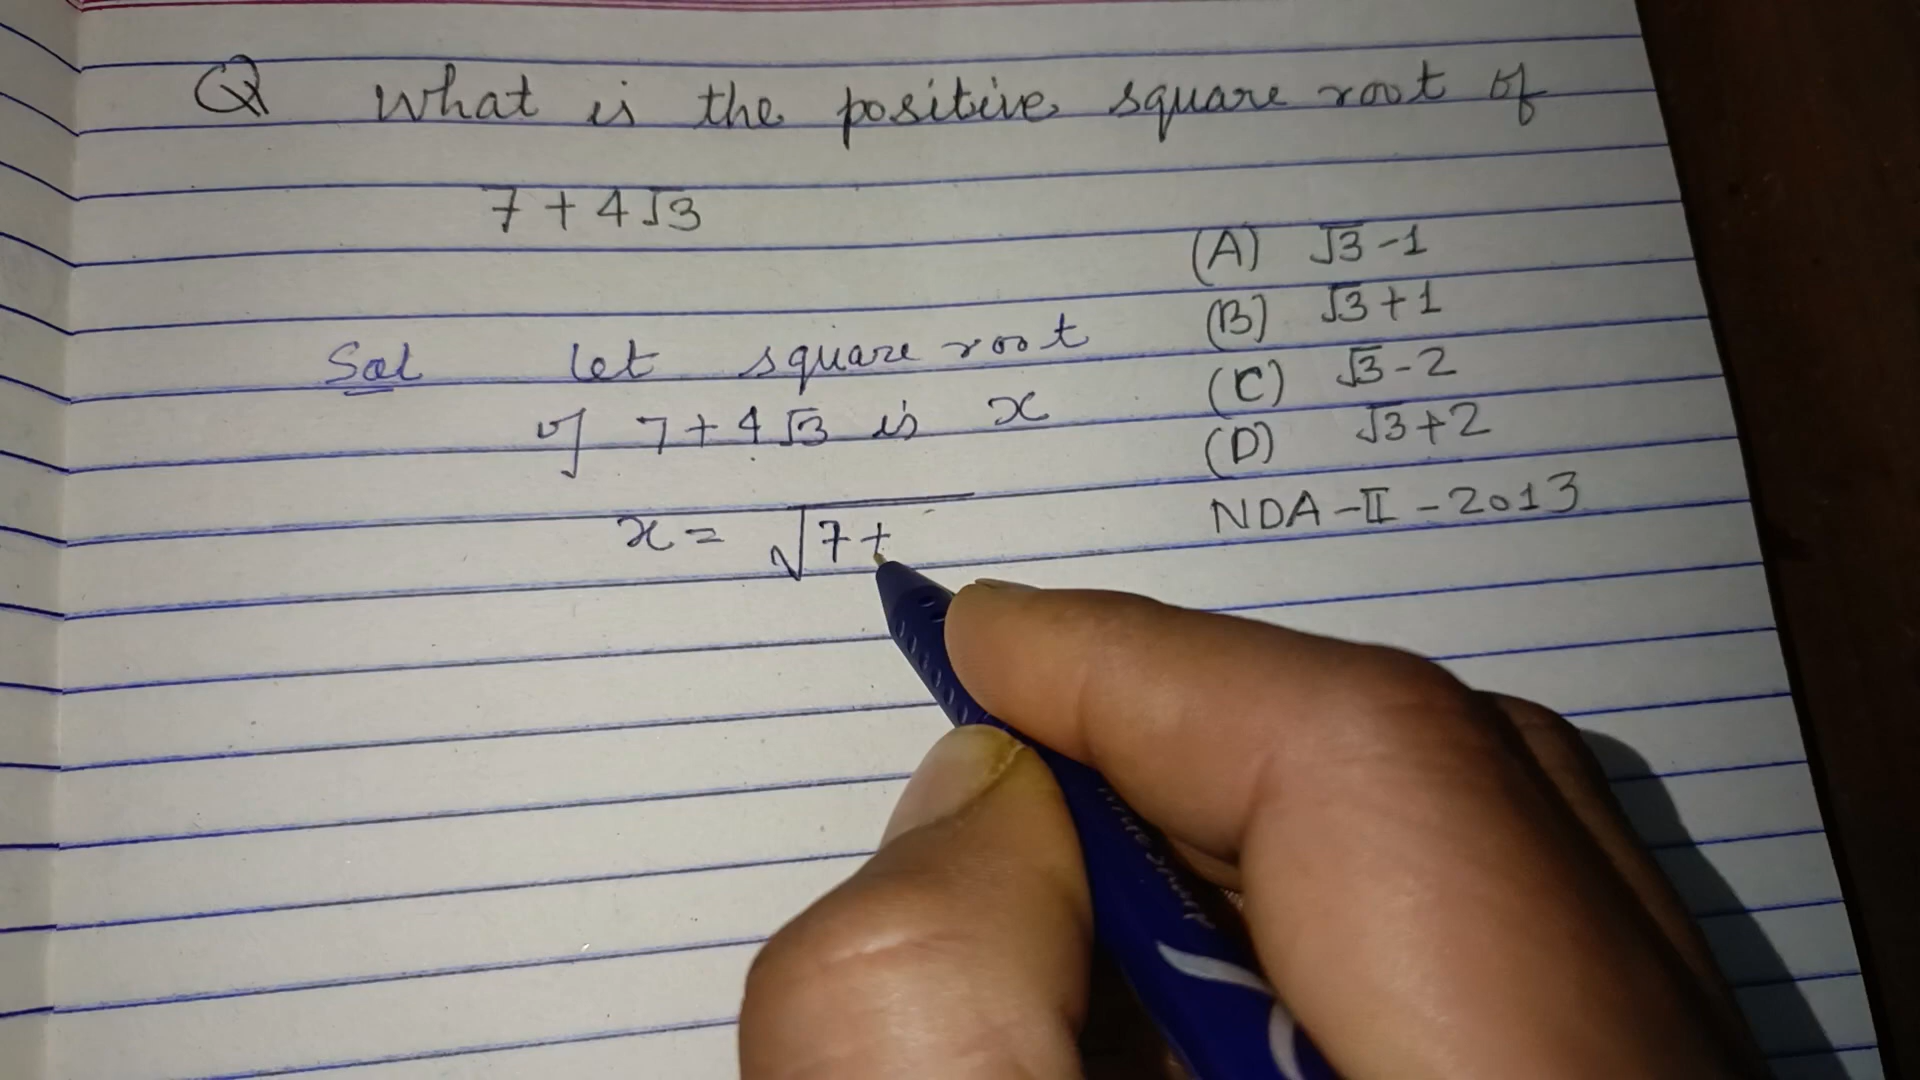 Q What is the positive square root of
7 + 4√3
(A) √3 - 1
(B) √3 + 1
(C) √3 - 2
(D) √3 + 2
NDA - II - 2013
Sol let square root
of 7 + 4√3 is x
x = √7 +